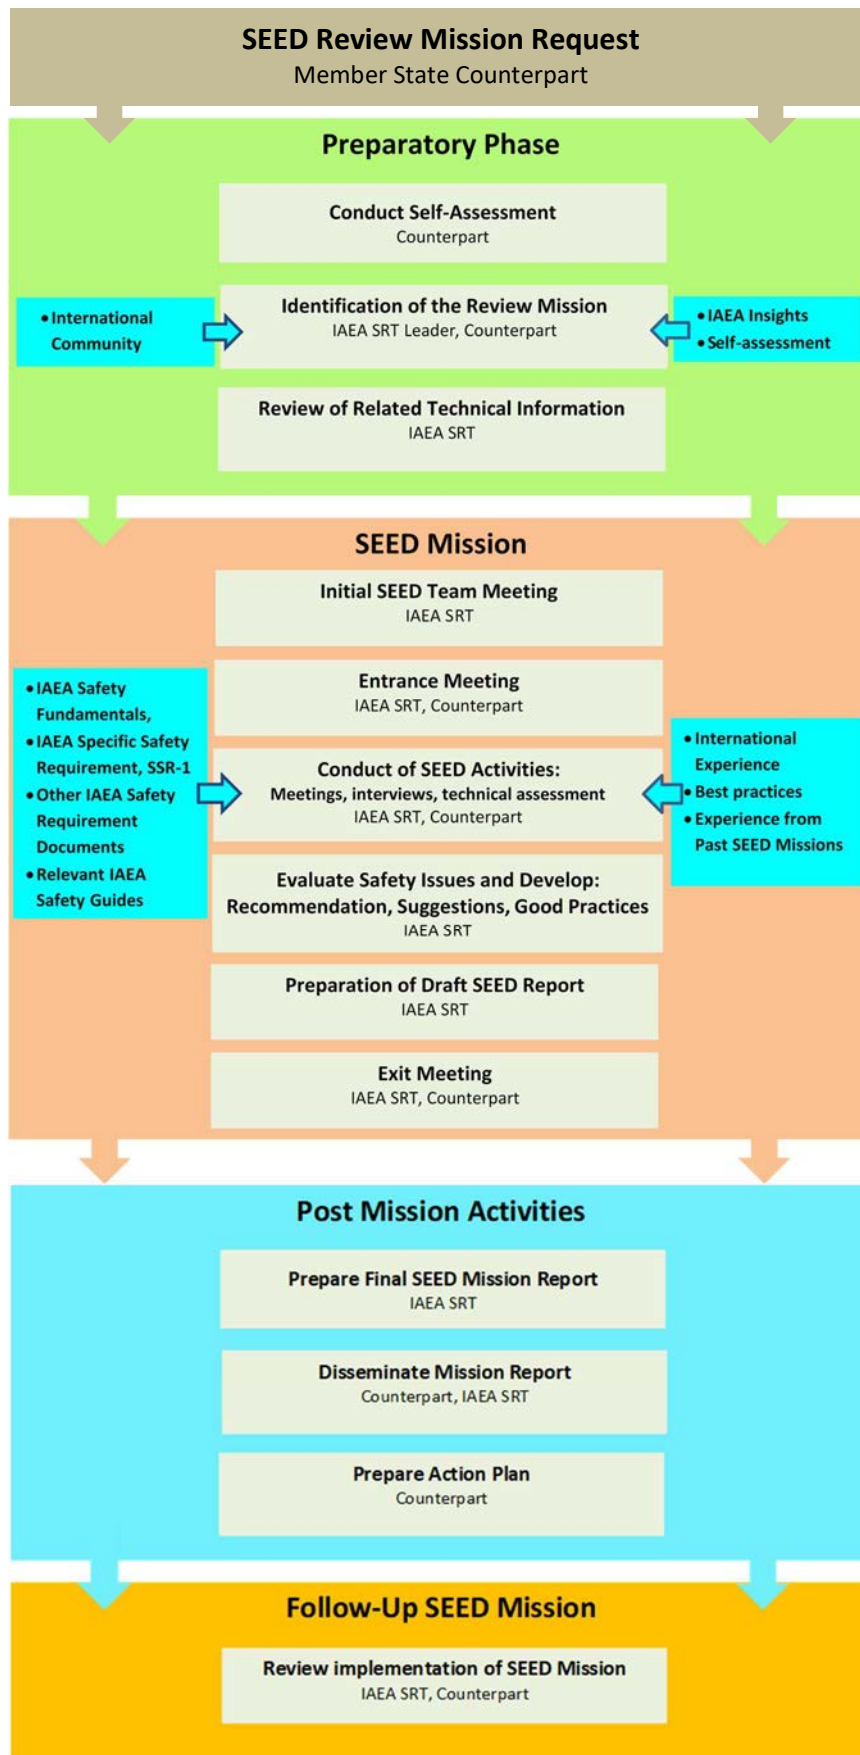 SEED Review Mission Request
Member State Counterpart
Preparatory Phase
Conduct Self-Assessment
Counterpart
• International
Community
Identification of the Review Mission
IAEA SRT Leader, Counterpart
• IAEA Insights
• Self-assessment
Review of Related Technical Information
IAEA SRT
SEED Mission
Initial SEED Team Meeting
IAEA SRT
Entrance Meeting
IAEA SRT, Counterpart
• IAEA Safety
Fundamentals,
• IAEA Specific Safety
Requirement, SSR-1
• Other IAEA Safety
Requirement
Documents
• Relevant IAEA
Safety Guides
Conduct of SEED Activities:
Meetings, interviews, technical assessment
IAEA SRT, Counterpart
• International
Experience
• Best practices
• Experience from
Past SEED Missions
Evaluate Safety Issues and Develop:
Recommendation, Suggestions, Good Practices
IAEA SRT
Preparation of Draft SEED Report
IAEA SRT
Exit Meeting
IAEA SRT, Counterpart
Post Mission Activities
Prepare Final SEED Mission Report
IAEA SRT
Disseminate Mission Report
Counterpart, IAEA SRT
Prepare Action Plan
Counterpart
Follow-Up SEED Mission
Review implementation of SEED Mission
IAEA SRT, Counterpart